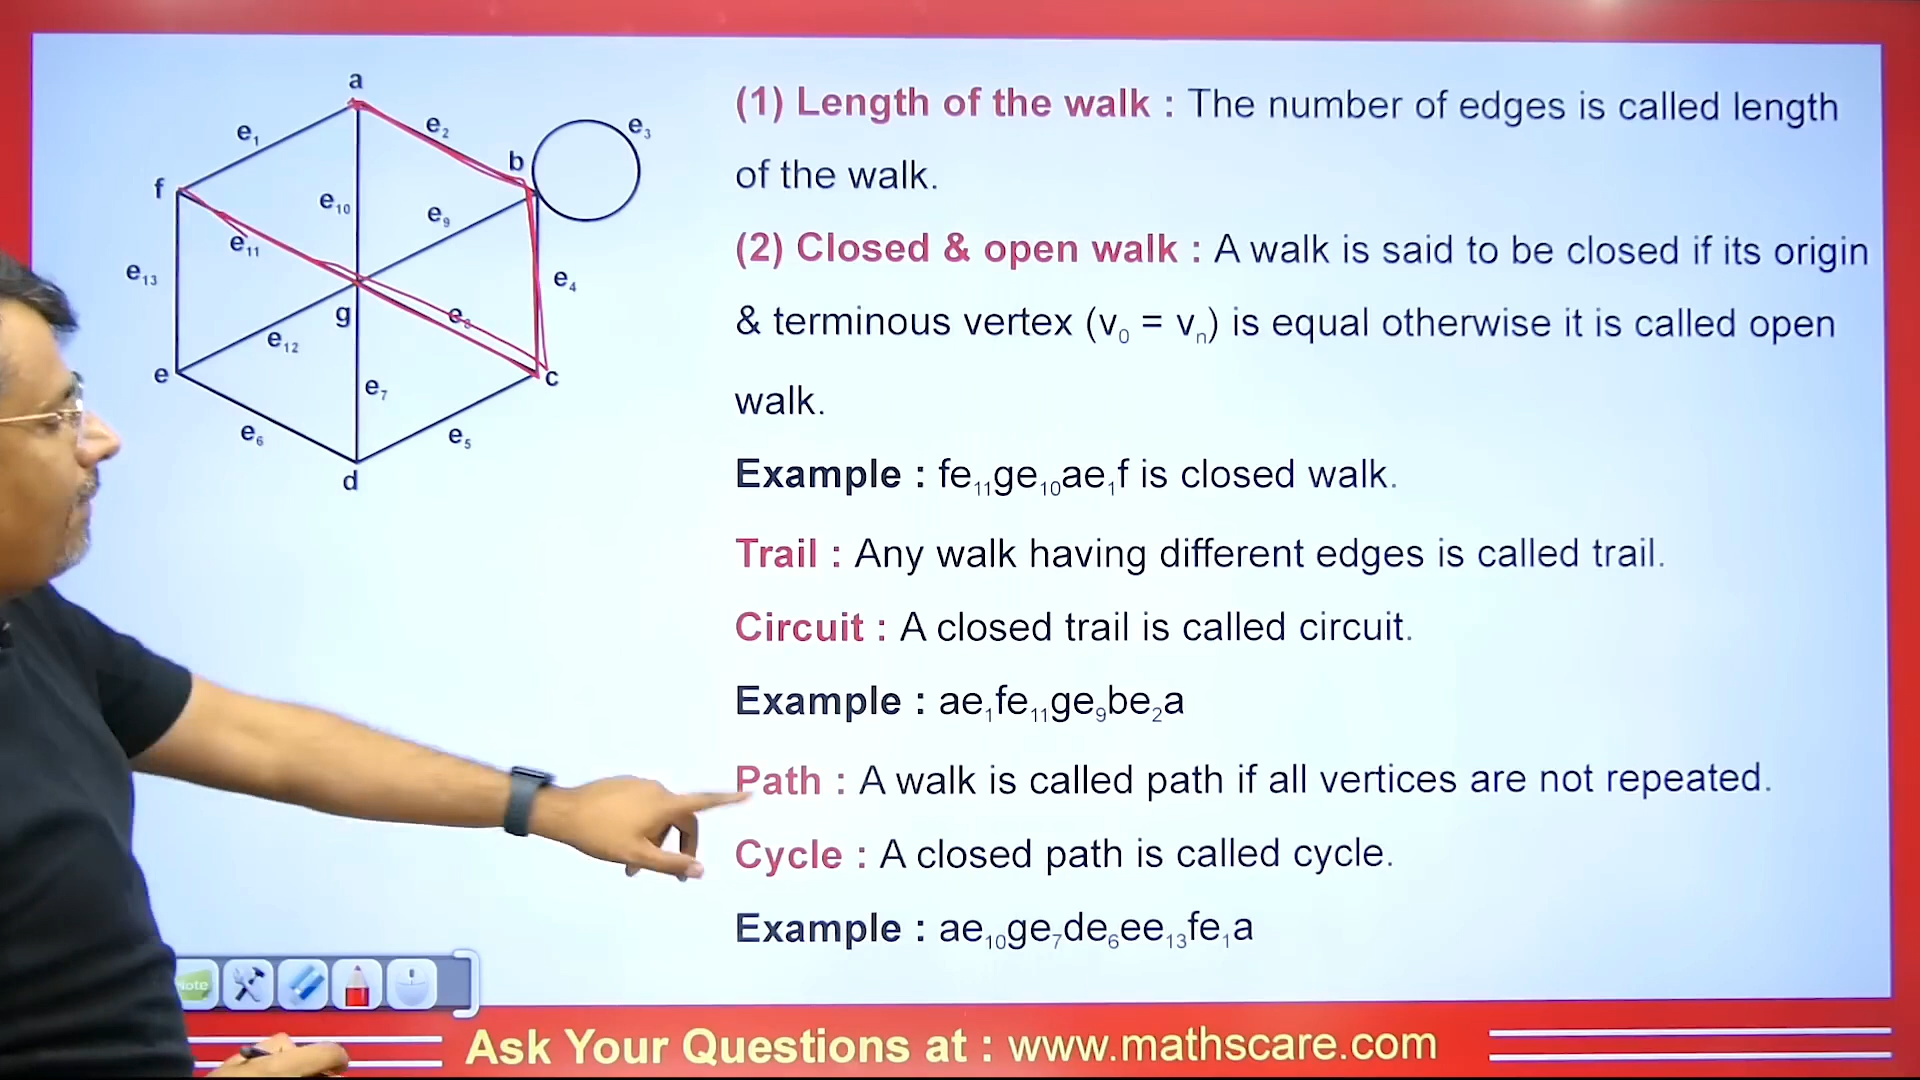 a
e₁
e₂
e₃
b
f
e₁₀
e₉
e₁₁
e₁₃
e₄
g
e₈
e₁₂
e
c
e₇
e₆
e₅
d
(1) Length of the walk : The number of edges is called length
of the walk.
(2) Closed & open walk : A walk is said to be closed if its origin
& terminous vertex (v₀ = vₙ) is equal otherwise it is called open
walk.
Example : fe₁₁ge₁₀ae₁f is closed walk.
Trail : Any walk having different edges is called trail.
Circuit : A closed trail is called circuit.
Example : ae₁fe₁₁ge₉be₂a
Path : A walk is called path if all vertices are not repeated.
Cycle : A closed path is called cycle.
Example : ae₁₀ge₇de₆ee₁₃fe₁a
ote
Ask Your Questions at : www.mathscare.com